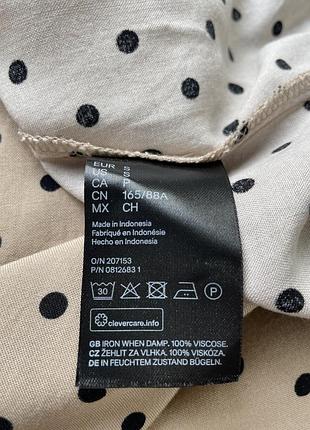 EUR S
US S
CA P
CN 165/88A
MX CH
Made in Indonesia
Fabriqué en Indonésie
Hecho en Indonesia
O/N 207153
P/N 0812683 1
30 P
clevercare.info
GB IRON WHEN DAMP. 100% VISCOSE.
CZ ŽEHLIT ZA VLHKA. 100% VISKÓZA.
DE IN FEUCHTEM ZUSTAND BÜGELN.